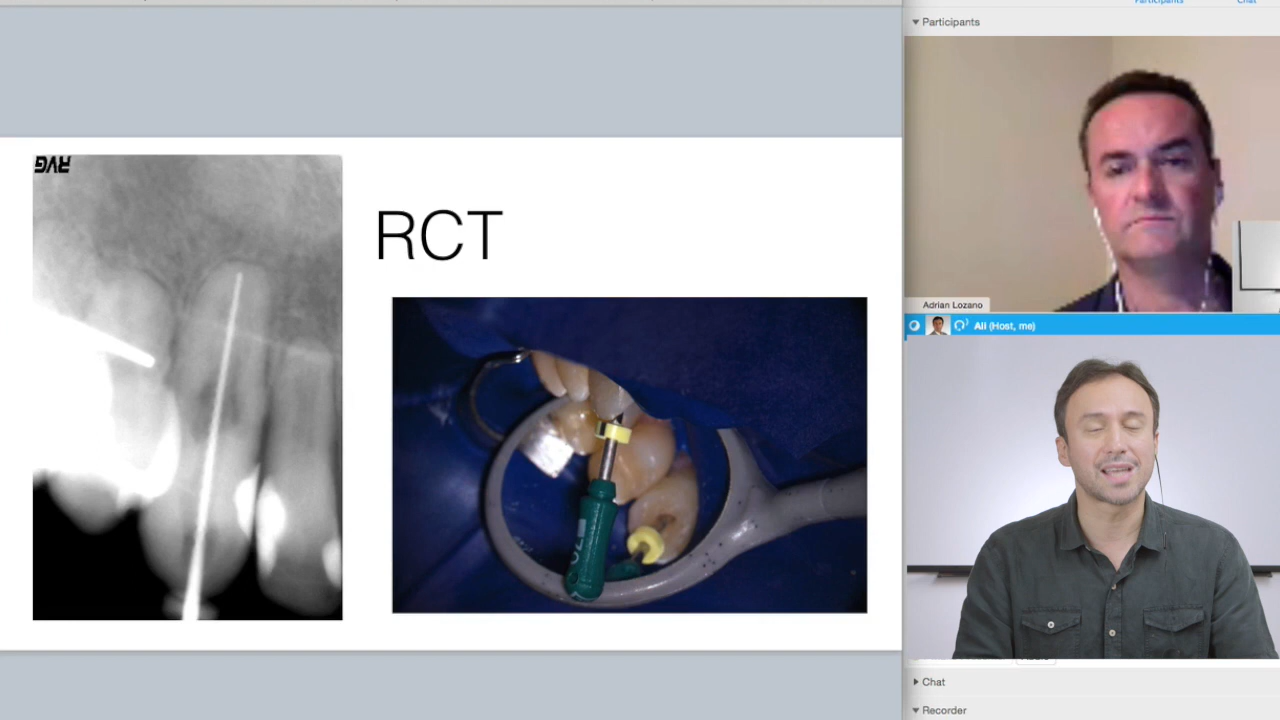 Participants
Chat
Participants
RVG
RCT
Adrian Lozano
Ali (Host, me)
Chat
Recorder